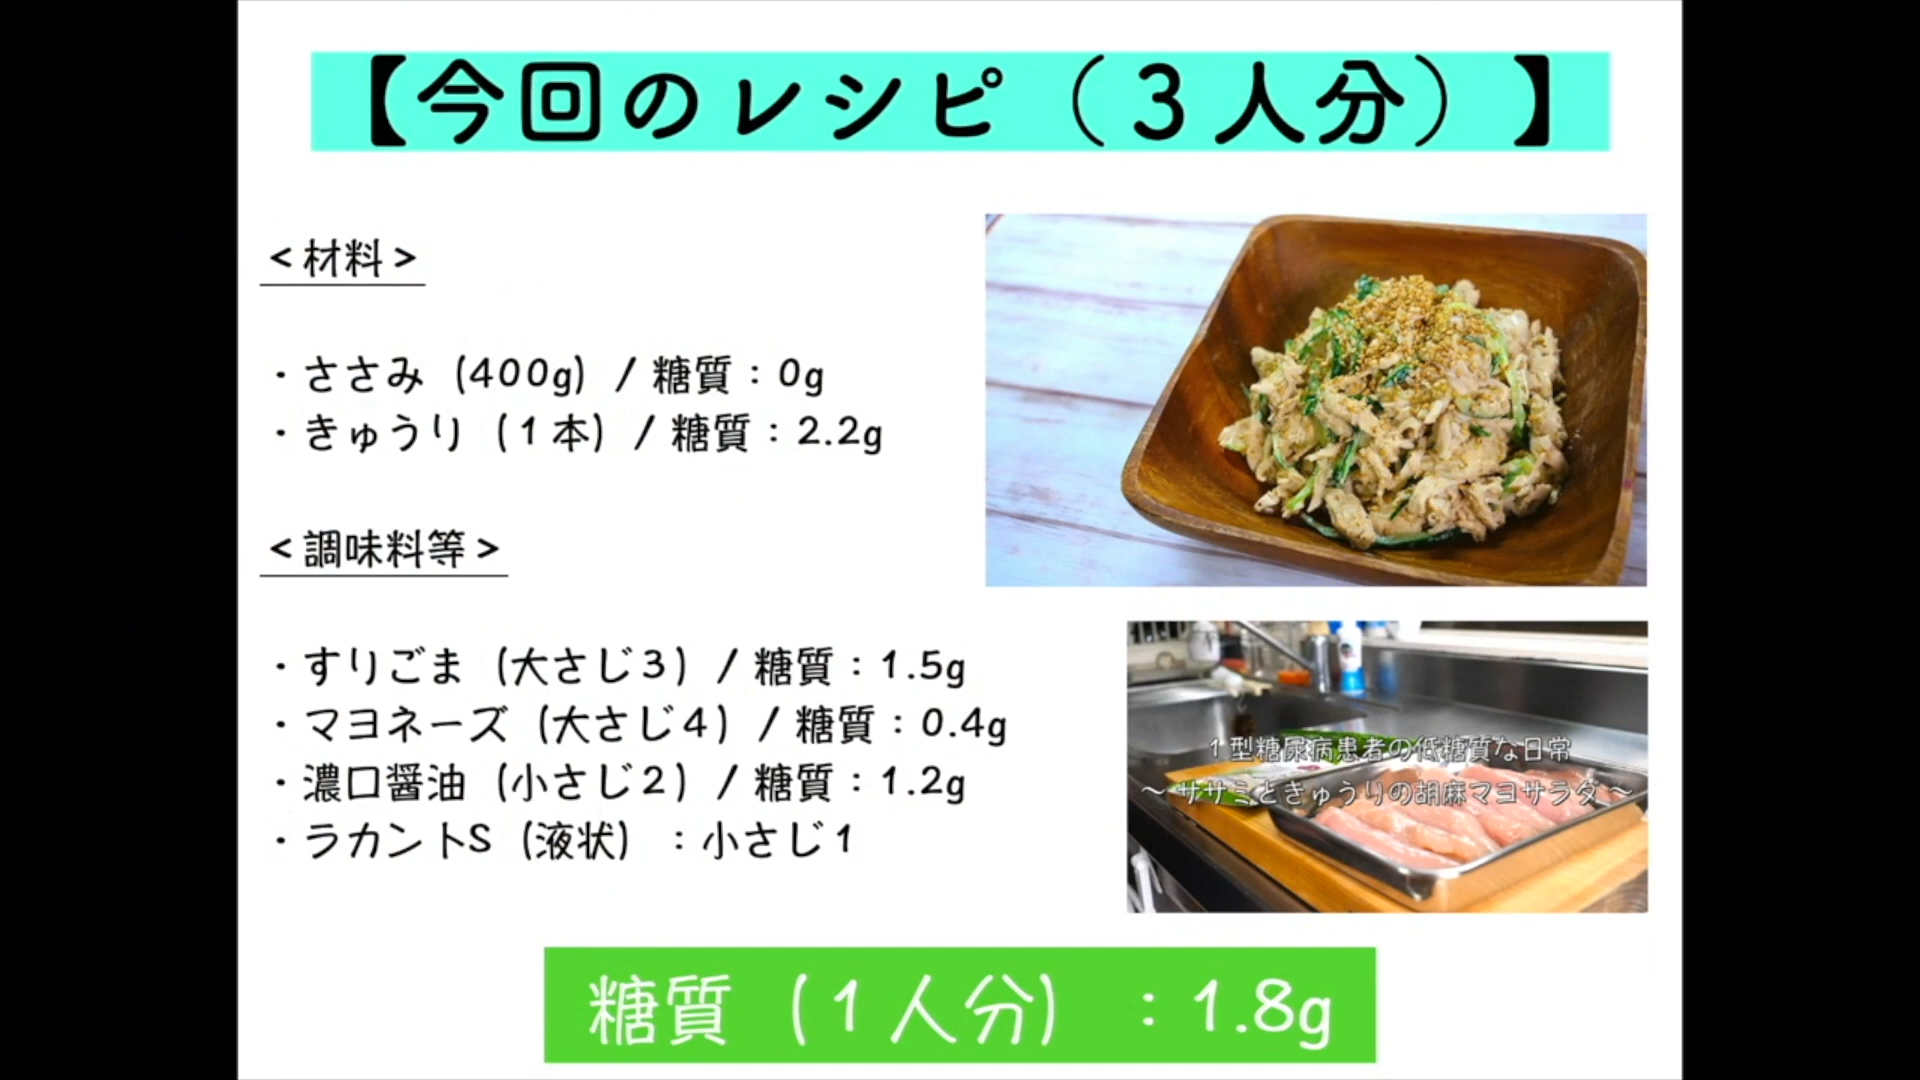 【今回のレシピ（３人分）】
＜材料＞
・ささみ（400g）/ 糖質：0g
・きゅうり（１本）/ 糖質：2.2g
＜調味料等＞
・すりごま（大さじ３）/ 糖質：1.5g
・マヨネーズ（大さじ４）/ 糖質：0.4g
・濃口醤油（小さじ２）/ 糖質：1.2g
・ラカントS（液状）：小さじ１
１型糖尿病患者の低糖質な日常
～ ササミときゅうりの胡麻マヨサラダ ～
糖質（１人分）：1.8g